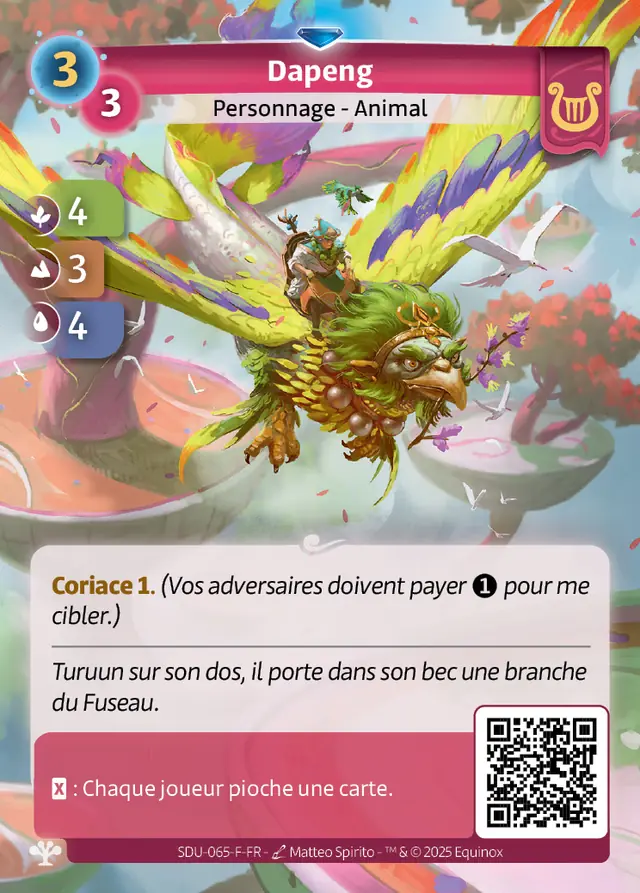 3
Dapeng
3
Personnage - Animal
4
3
4
Coriace 1. (Vos adversaires doivent payer 1 pour me
cibler.)
Turuun sur son dos, il porte dans son bec une branche
du Fuseau.
X : Chaque joueur pioche une carte.
SDU-065-F-FR - Matteo Spirito - ™ & © 2025 Equinox